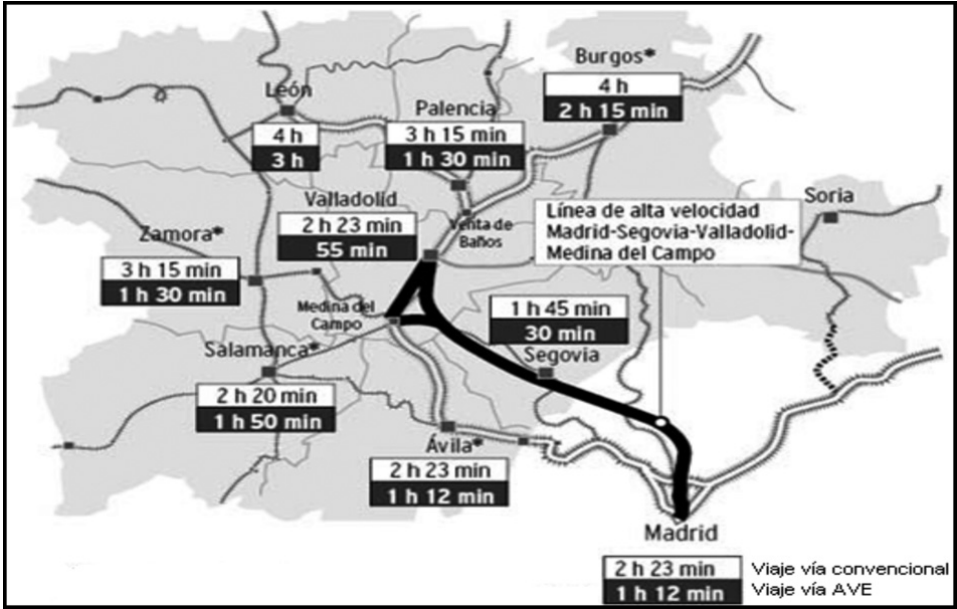 Burgos*
4 h
2 h 15 min
León
4 h
3 h
Palencia
3 h 15 min
1 h 30 min
Valladolid
2 h 23 min
55 min
Venta de
Baños
Línea de alta velocidad
Madrid-Segovia-Valladolid-
Medina del Campo
Soria
Zamora*
3 h 15 min
1 h 30 min
Medina del
Campo
1 h 45 min
30 min
Segovia
Salamanca*
2 h 20 min
1 h 50 min
Ávila*
2 h 23 min
1 h 12 min
Madrid
2 h 23 min
1 h 12 min
Viaje vía convencional
Viaje vía AVE